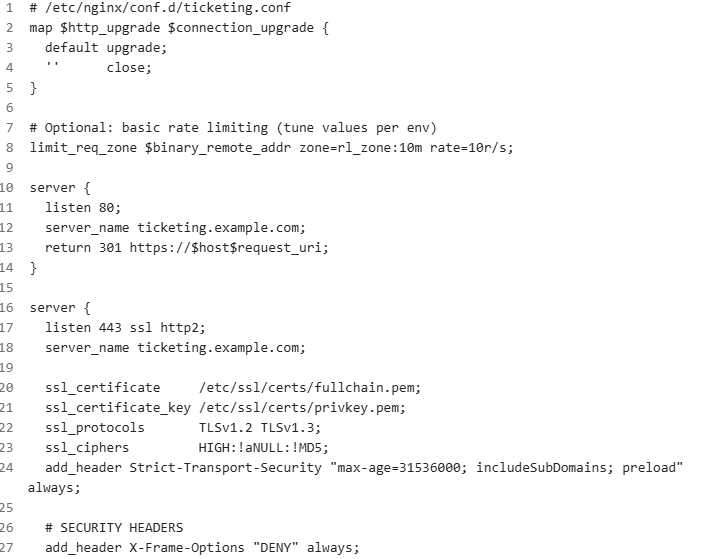 1 # /etc/nginx/conf.d/ticketing.conf
2 map $http_upgrade $connection_upgrade {
3   default upgrade;
4   ''      close;
5 }
6
7 # Optional: basic rate limiting (tune values per env)
8 limit_req_zone $binary_remote_addr zone=rl_zone:10m rate=10r/s;
9
10 server {
11   listen 80;
12   server_name ticketing.example.com;
13   return 301 https://$host$request_uri;
14 }
15
16 server {
17   listen 443 ssl http2;
18   server_name ticketing.example.com;
19
20   ssl_certificate     /etc/ssl/certs/fullchain.pem;
21   ssl_certificate_key /etc/ssl/certs/privkey.pem;
22   ssl_protocols       TLSv1.2 TLSv1.3;
23   ssl_ciphers         HIGH:!aNULL:!MD5;
24   add_header Strict-Transport-Security "max-age=31536000; includeSubDomains; preload"
always;
25
26   # SECURITY HEADERS
27   add_header X-Frame-Options "DENY" always;